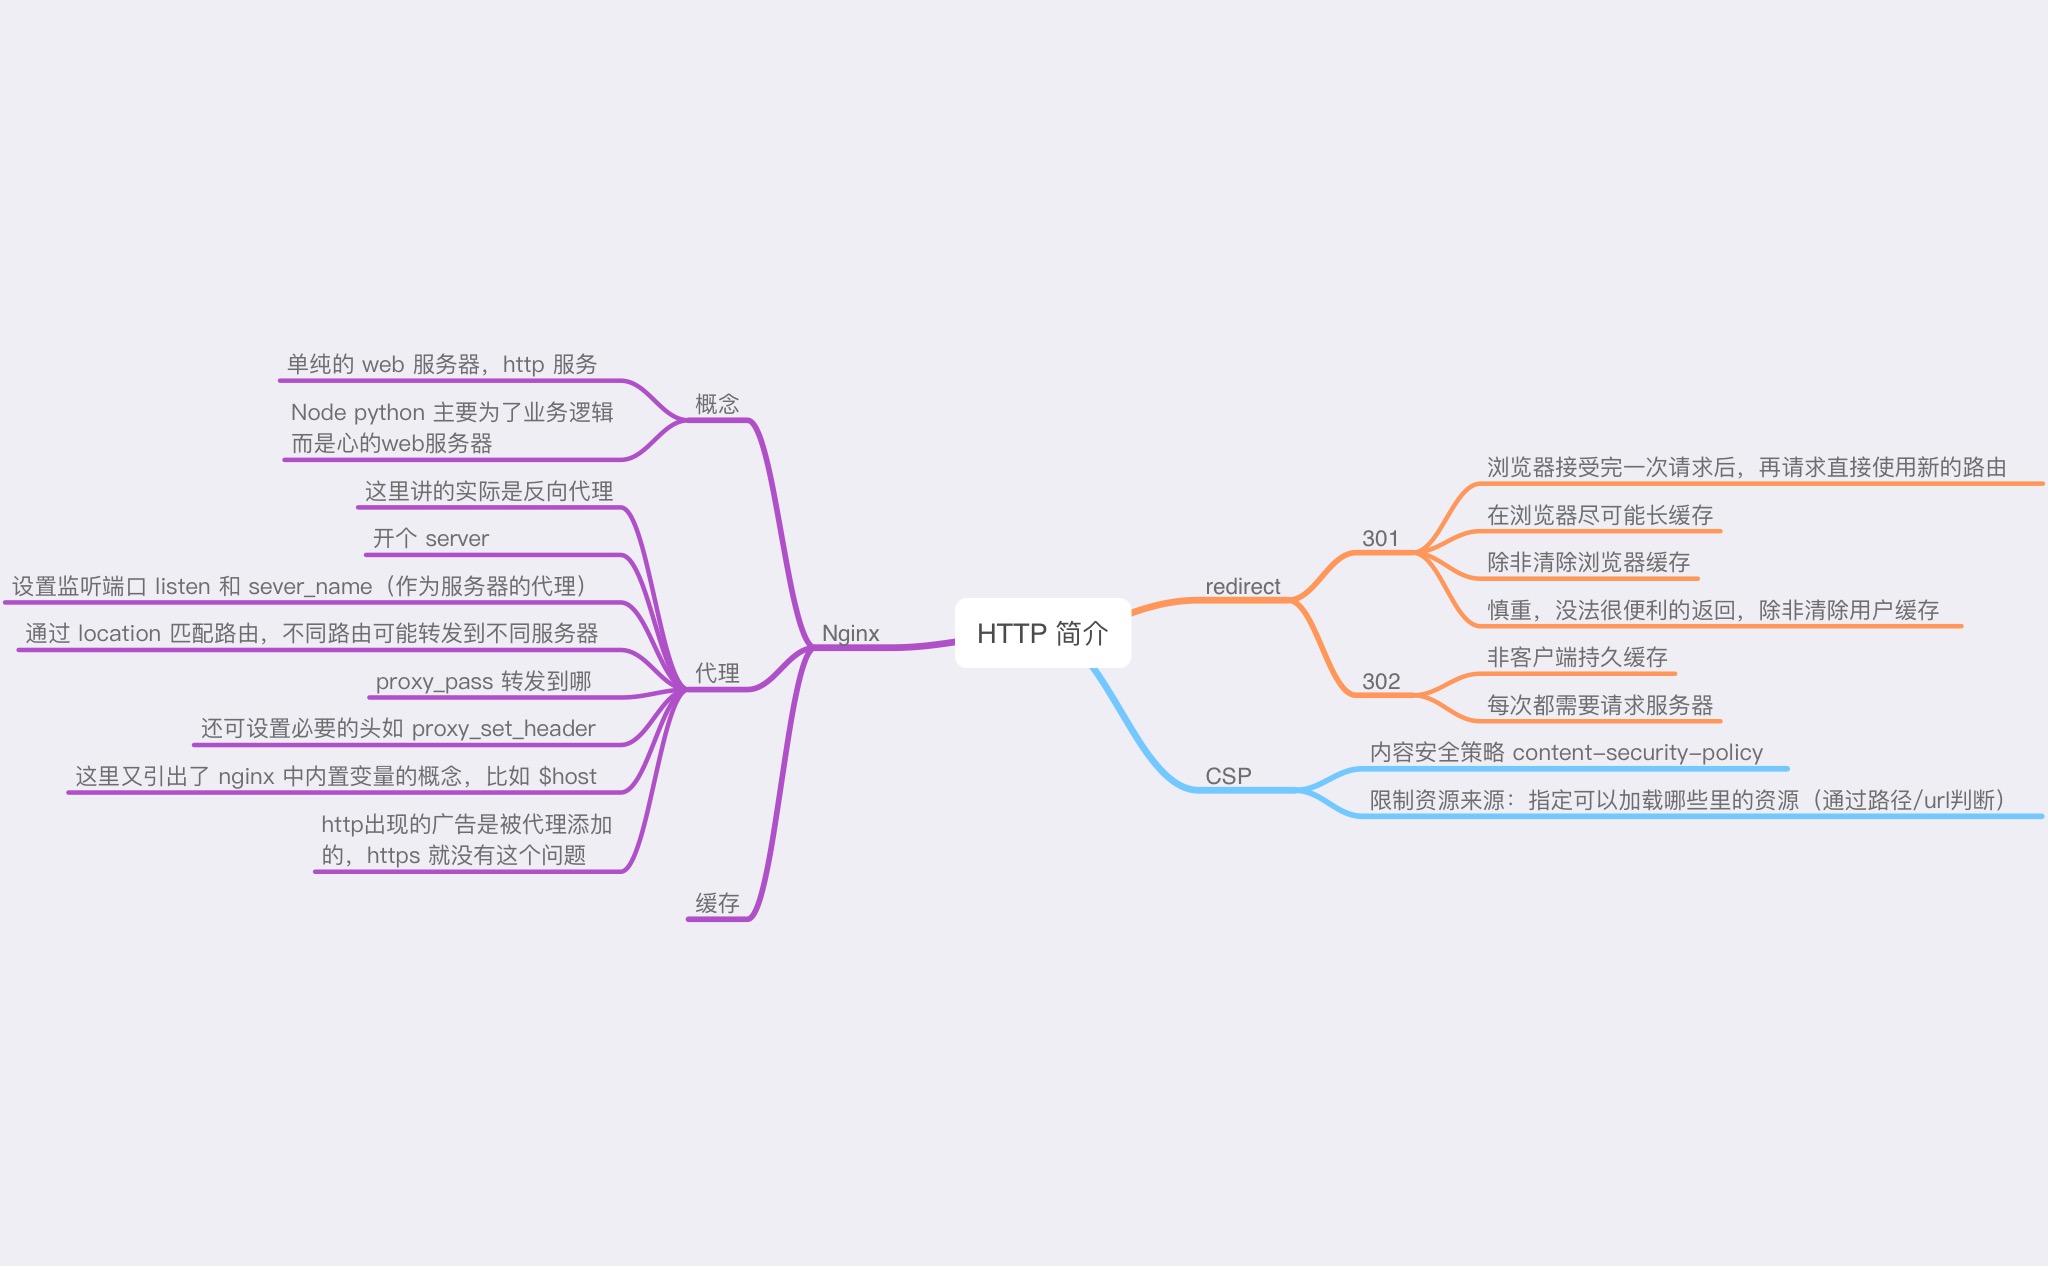 HTTP 简介
redirect
301
浏览器接受完一次请求后，再请求直接使用新的路由
在浏览器尽可能长缓存
除非清除浏览器缓存
慎重，没法很便利的返回，除非清除用户缓存
302
非客户端持久缓存
每次都需要请求服务器
CSP
内容安全策略 content-security-policy
限制资源来源：指定可以加载哪些里的资源（通过路径/url判断）
Nginx
概念
单纯的 web 服务器，http 服务
Node python 主要为了业务逻辑
而是心的web服务器
代理
这里讲的实际是反向代理
开个 server
设置监听端口 listen 和 sever_name（作为服务器的代理）
通过 location 匹配路由，不同路由可能转发到不同服务器
proxy_pass 转发到哪
还可设置必要的头如 proxy_set_header
这里又引出了 nginx 中内置变量的概念，比如 $host
http出现的广告是被代理添加
的，https 就没有这个问题
缓存